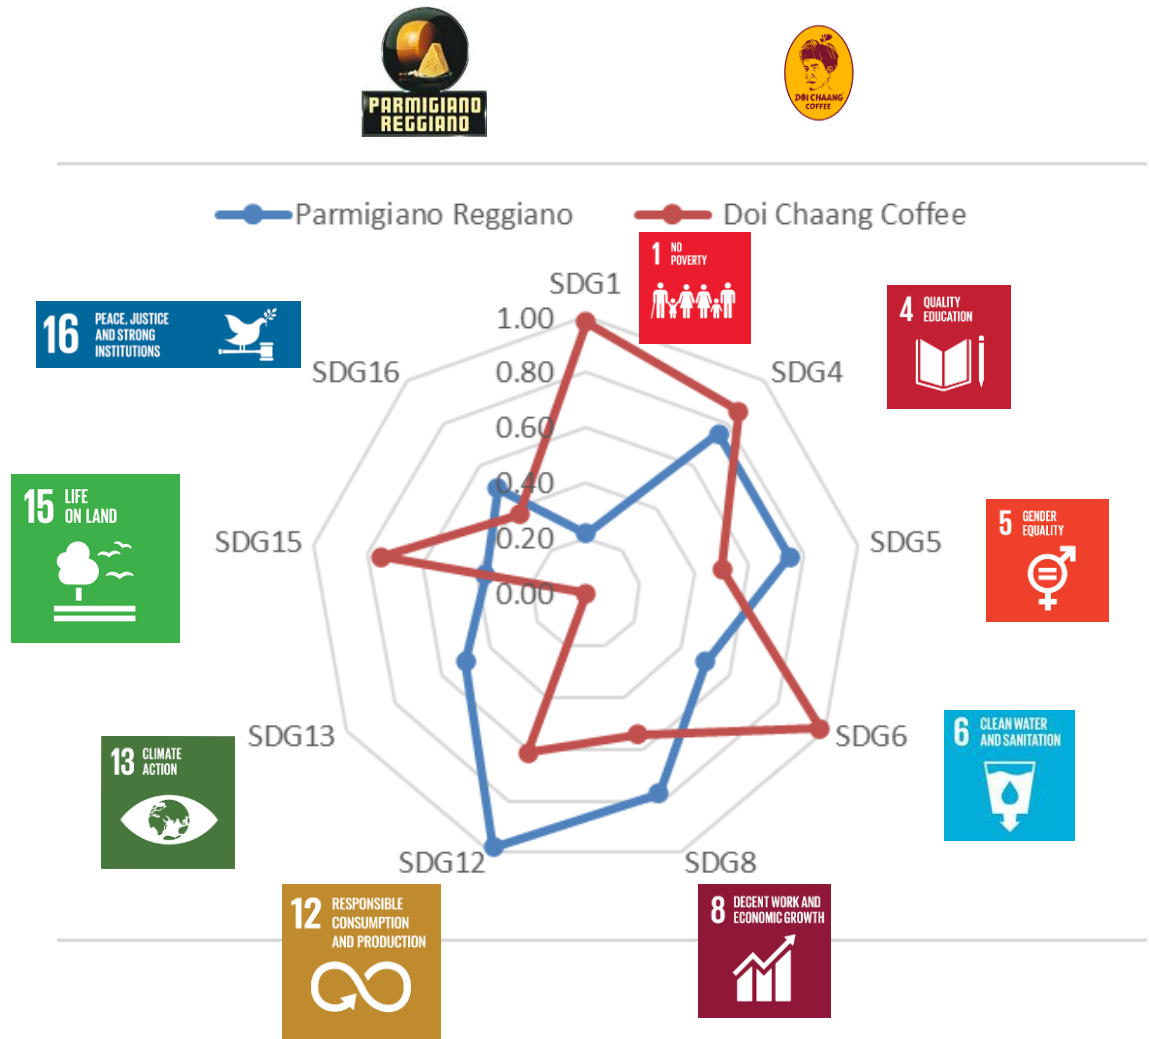 PARMIGIANO
REGGIANO
DOI CHAANG
COFFEE
Parmigiano Reggiano
Doi Chaang Coffee
1 NO
POVERTY
SDG1
1.00
0.80
0.60
0.40
0.20
0.00
4 QUALITY
EDUCATION
SDG4
16 PEACE, JUSTICE
AND STRONG
INSTITUTIONS
SDG16
15 LIFE
ON LAND
SDG15
SDG5
5 GENDER
EQUALITY
SDG13
13 CLIMATE
ACTION
SDG6
6 CLEAN WATER
AND SANITATION
SDG12
12 RESPONSIBLE
CONSUMPTION
AND PRODUCTION
SDG8
8 DECENT WORK AND
ECONOMIC GROWTH